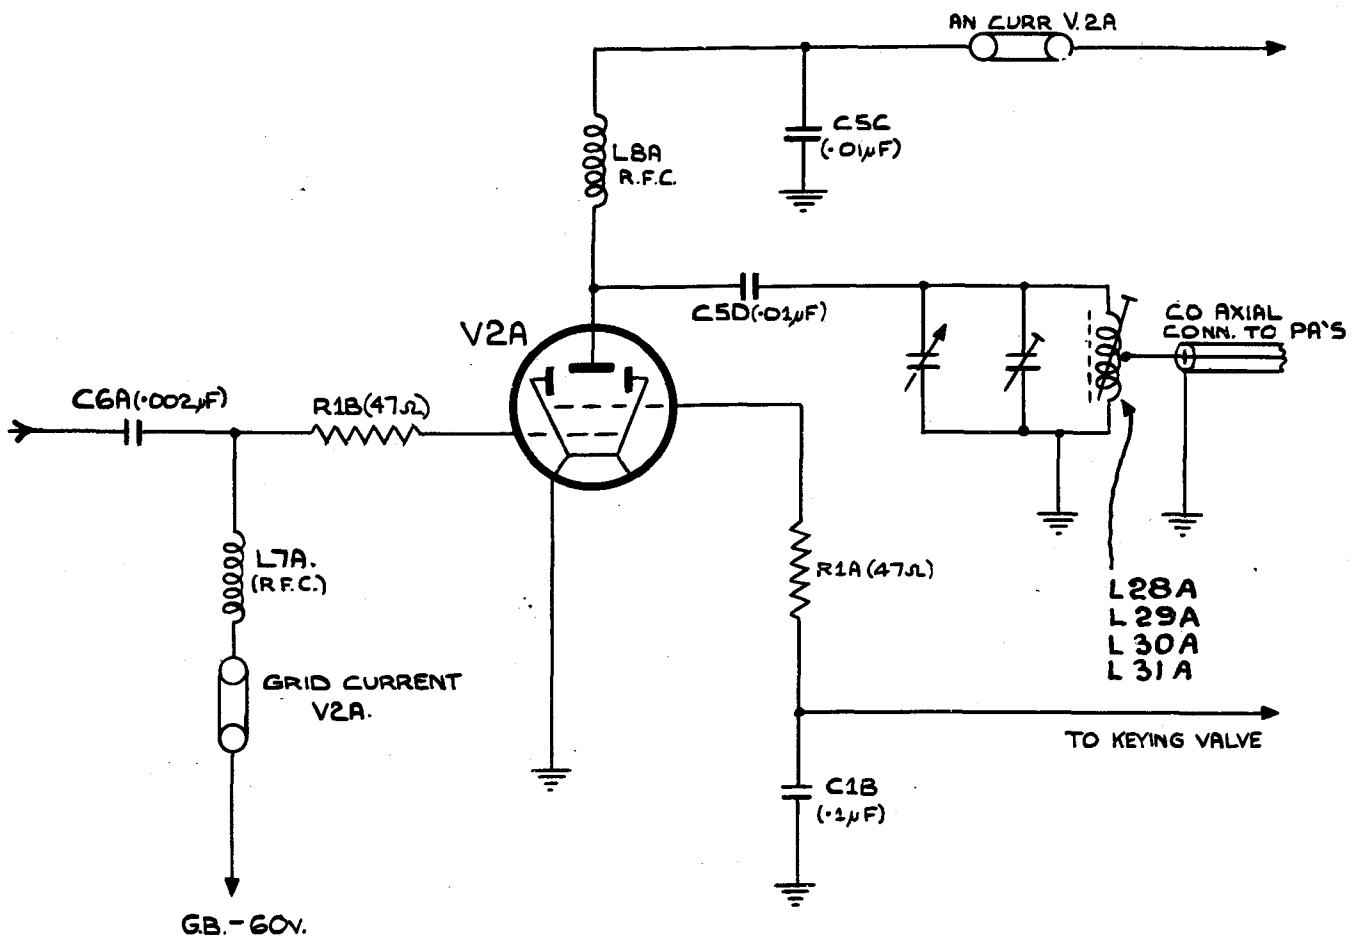 AN CURR V.2A
C5C
(·01µF)
L8A
R.F.C.
C5D(·01µF)
V2A
CO AXIAL
CONN. TO PA'S
C6A(·002µF)
R1B(47Ω)
L7A.
(R.F.C.)
R1A(47Ω)
L28A
L29A
L30A
L31A
GRID CURRENT
V2A.
TO KEYING VALVE
C1B
(·1µF)
G.B.-60V.